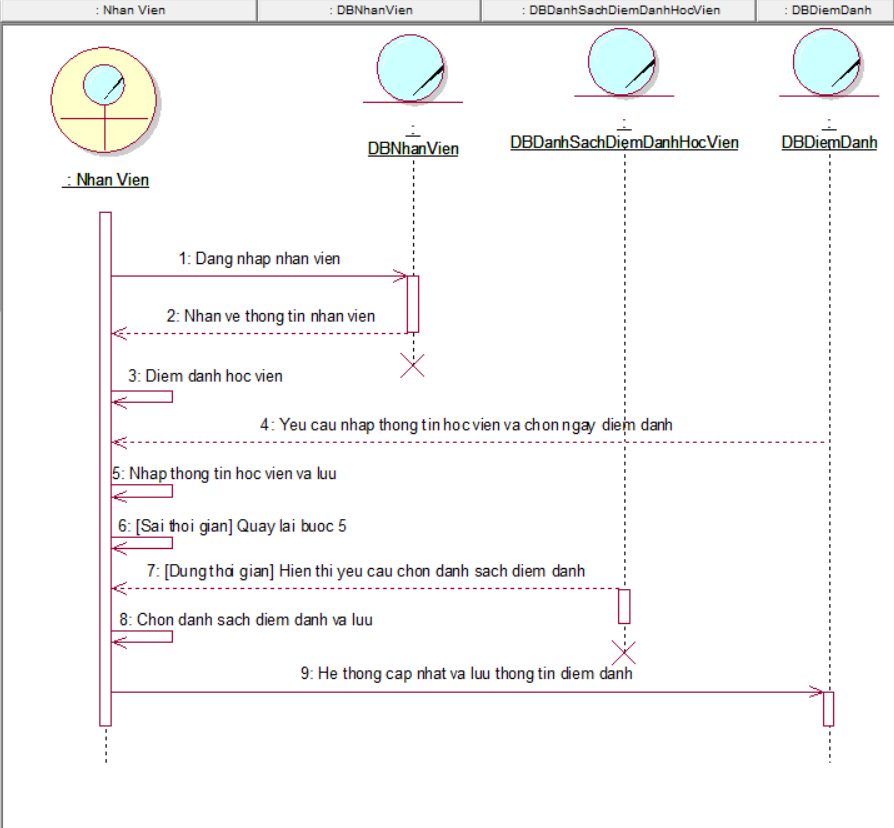 : Nhan Vien
: DBNhanVien
: DBDanhSachDiemDanhHocVien
: DBDiemDanh
: Nhan Vien
:
DBNhanVien
:
DBDanhSachDiemDanhHocVien
:
DBDiemDanh
1: Dang nhap nhan vien
2: Nhan ve thong tin nhan vien
3: Diem danh hoc vien
4: Yeu cau nhap thong tin hoc vien va chon ngay diem danh
5: Nhap thong tin hoc vien va luu
6: [Sai thoi gian] Quay lai buoc 5
7: [Dung thoi gian] Hien thi yeu cau chon danh sach diem danh
8: Chon danh sach diem danh va luu
9: He thong cap nhat va luu thong tin diem danh